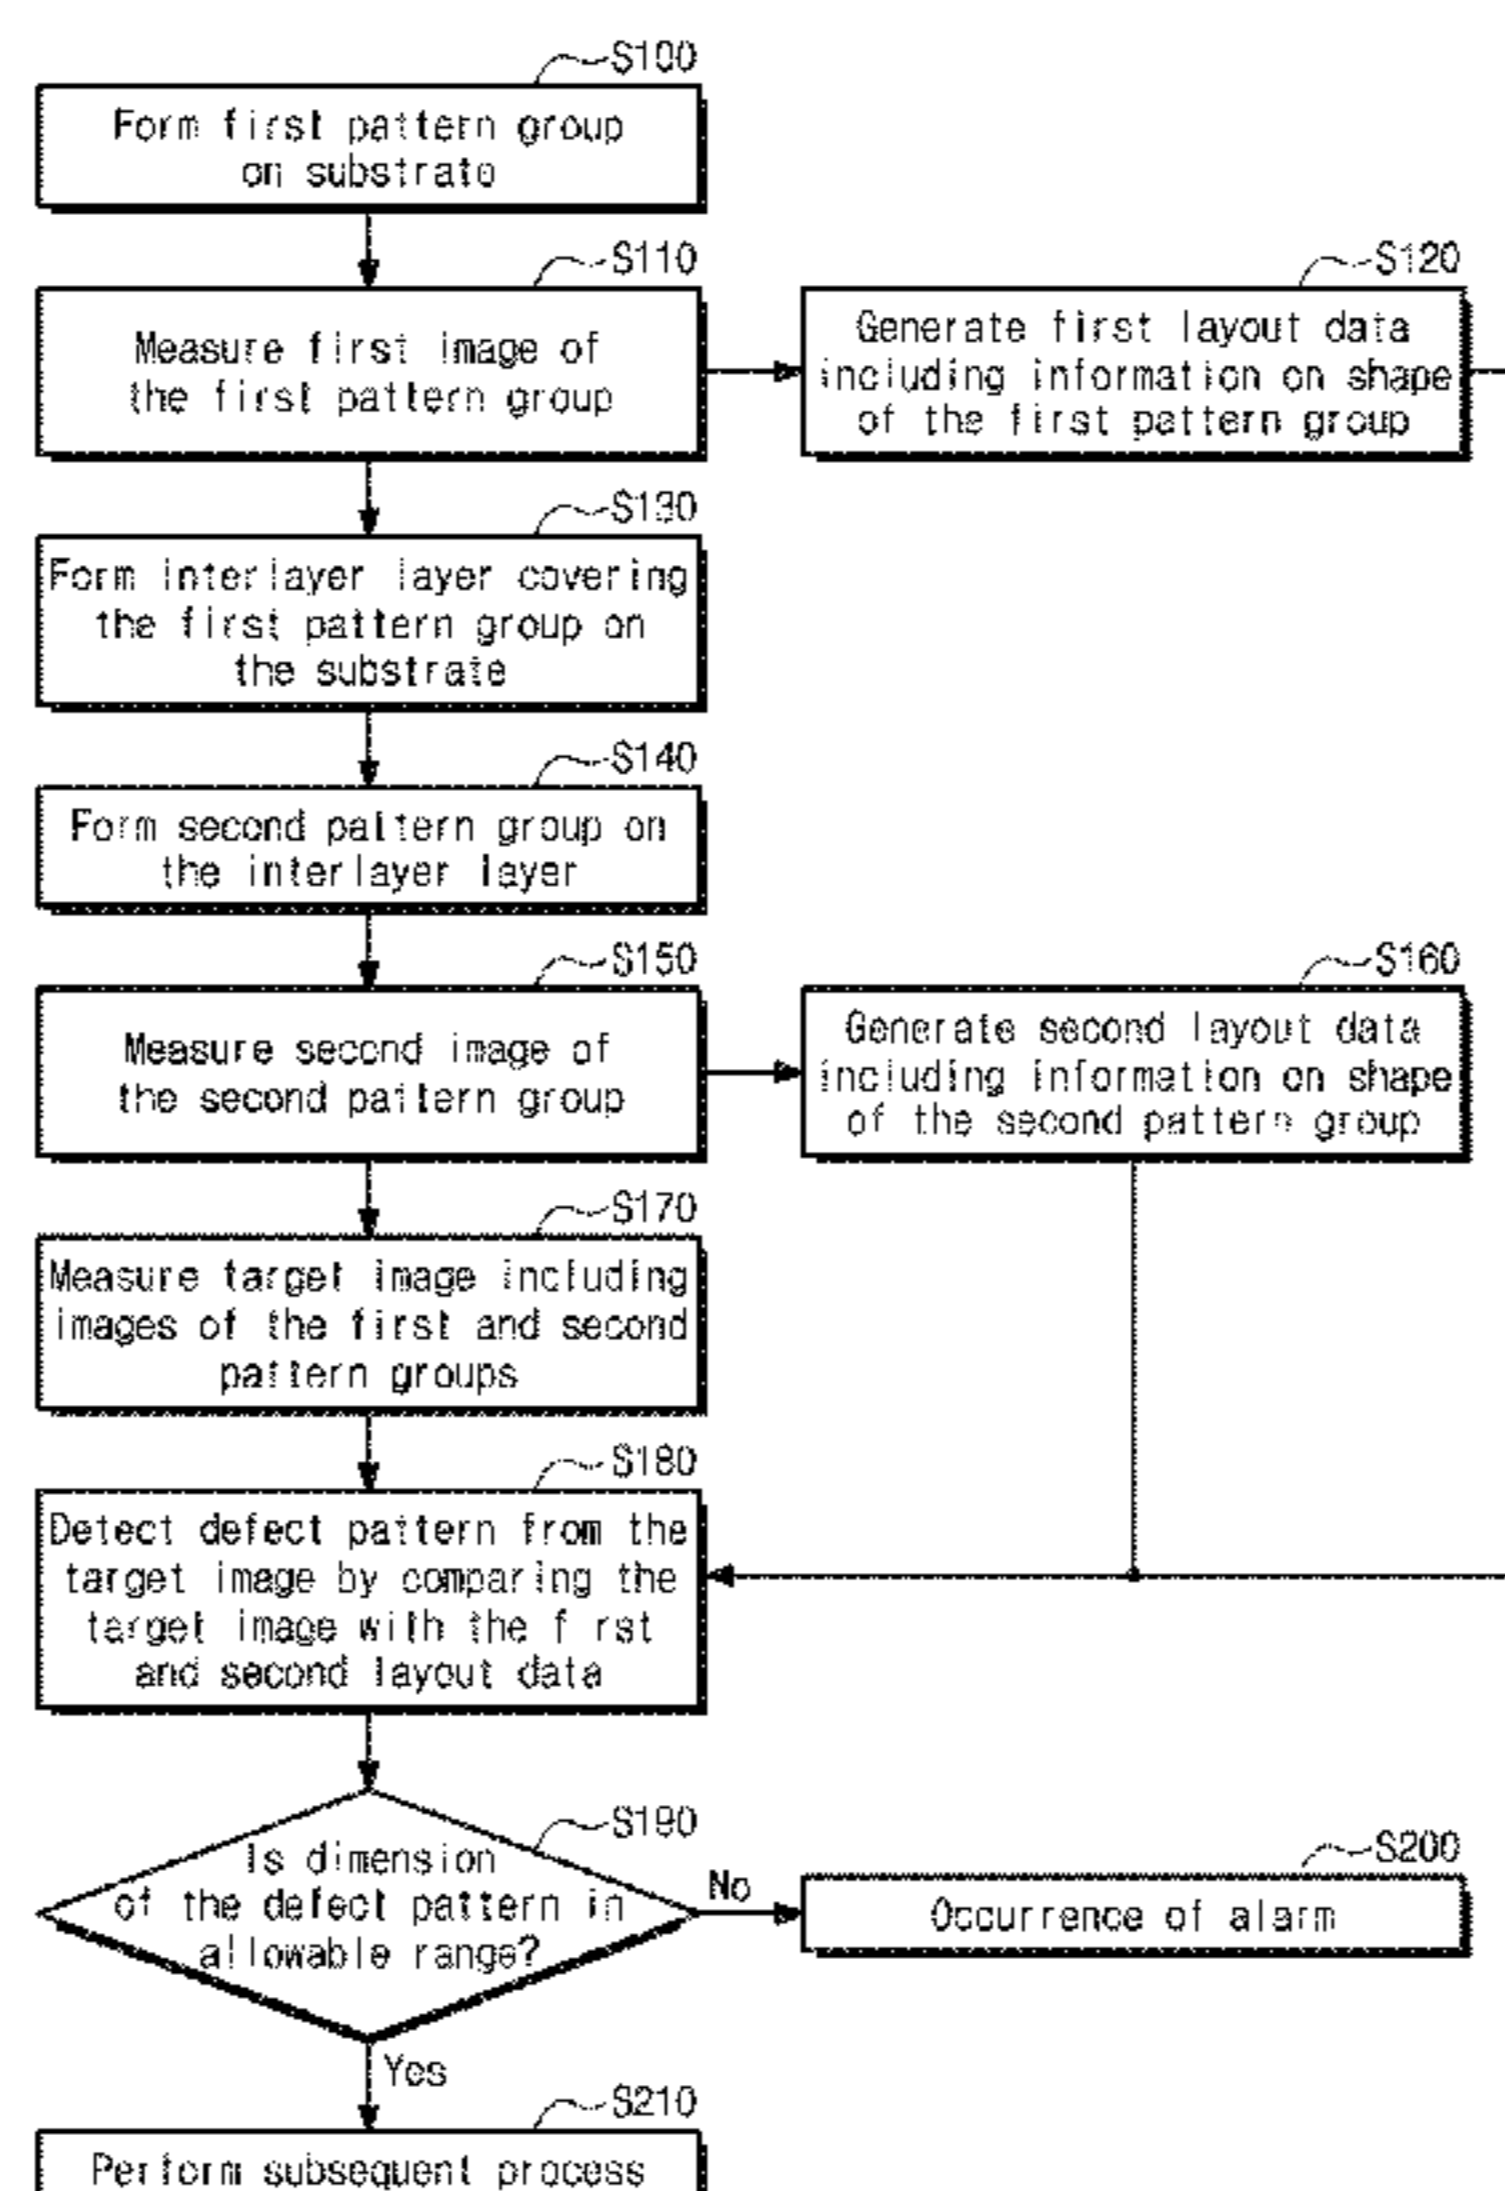 S100
Form first pattern group
on substrate
S110
Measure first image of
the first pattern group
S120
Generate first layout data
including information on shape
of the first pattern group
S130
Form interlayer layer covering
the first pattern group on
the substrate
S140
Form second pattern group on
the interlayer layer
S150
Measure second image of
the second pattern group
S160
Generate second layout data
including information on shape
of the second pattern group
S170
Measure target image including
images of the first and second
pattern groups
S180
Detect defect pattern from the
target image by comparing the
target image with the first
and second layout data
S190
Is dimension
of the defect pattern in
allowable range?
No
S200
Occurrence of alarm
Yes
S210
Perform subsequent process